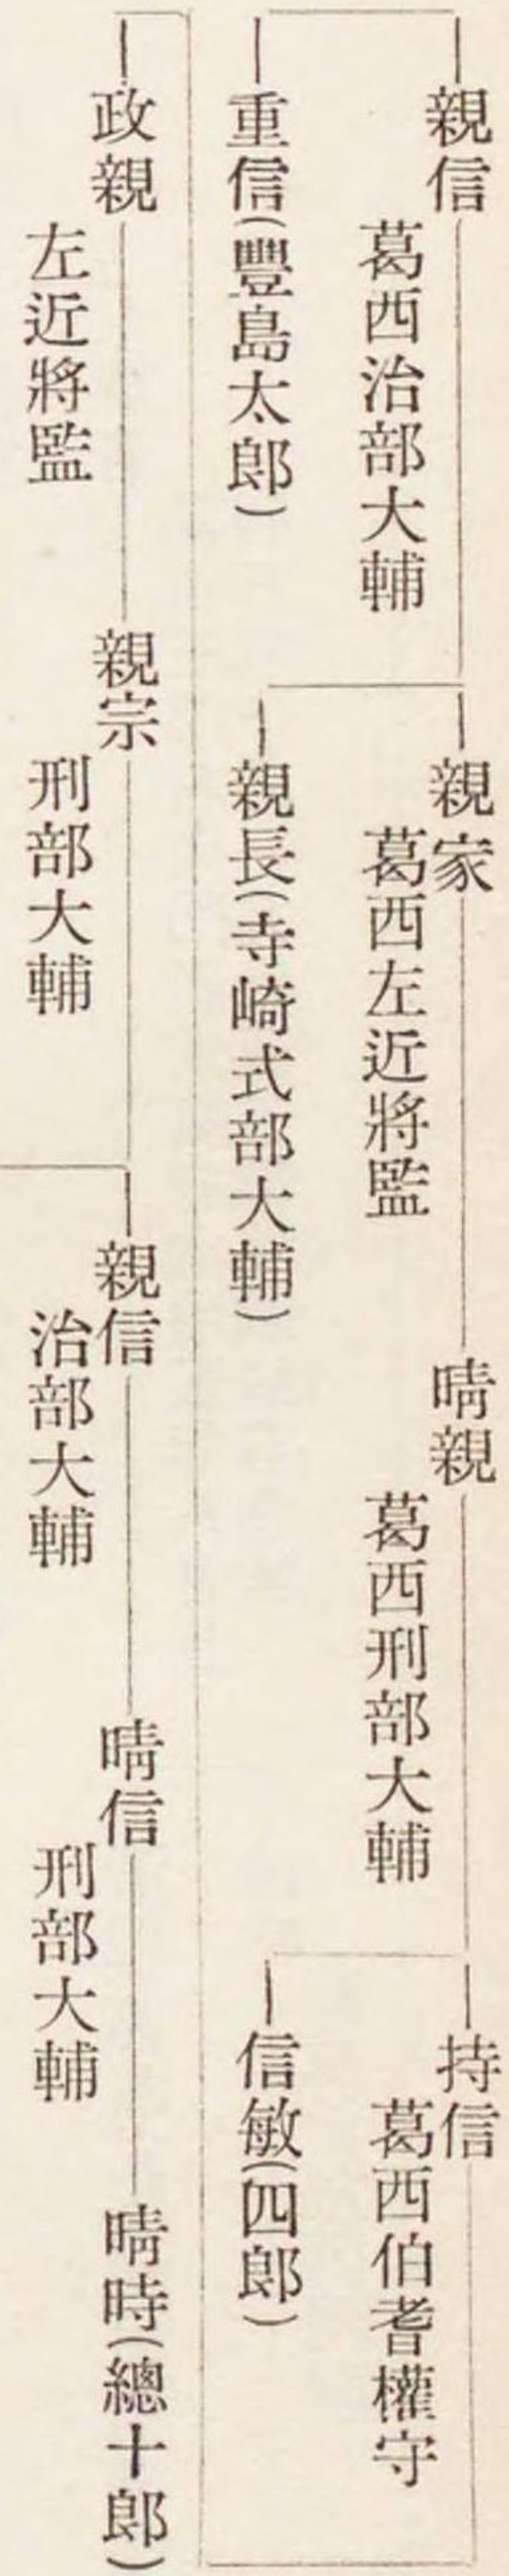 親信
葛西治部大輔
親家
葛西左近將監
晴親
葛西刑部大輔
持信
葛西伯耆權守
重信(豐島太郎)
親長(寺崎式部大輔)
信敏(四郎)
政親
左近將監
親宗
刑部大輔
親信
治部大輔
晴信
刑部大輔
晴時(總十郎)